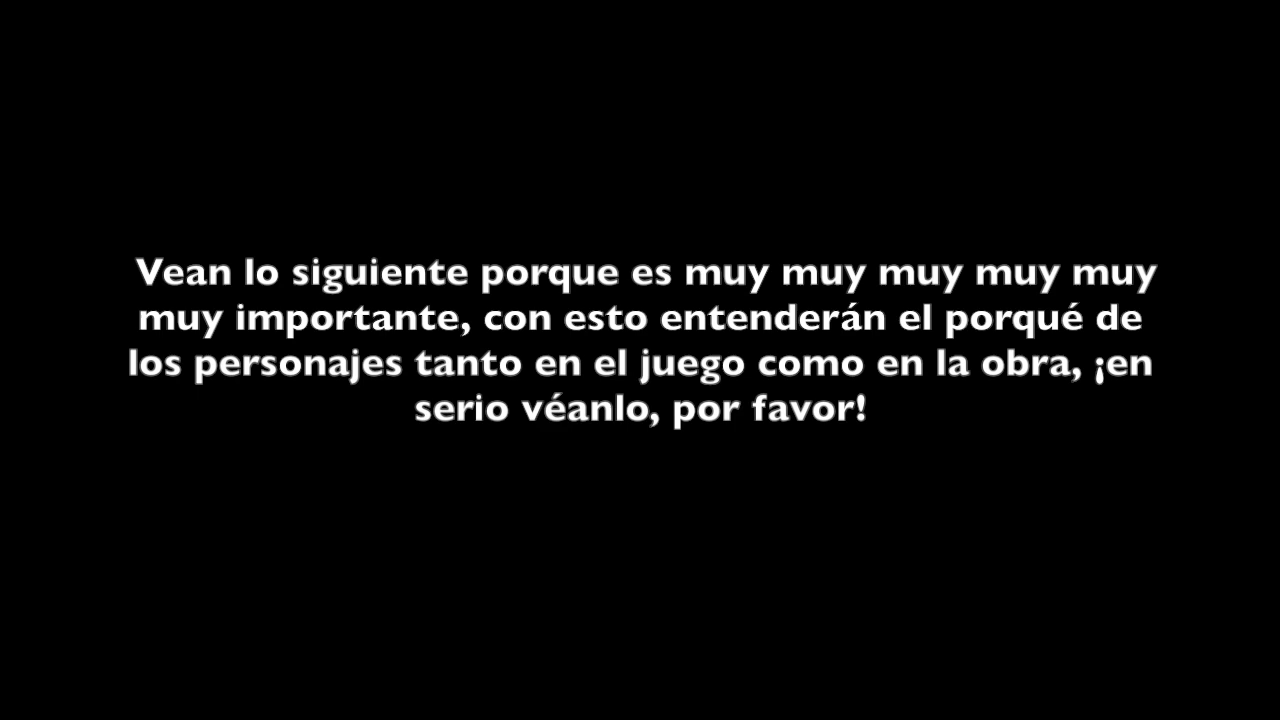 Vean lo siguiente porque es muy muy muy muy muy
muy importante, con esto entenderán el porqué de
los personajes tanto en el juego como en la obra, ¡en
serio véanlo, por favor!